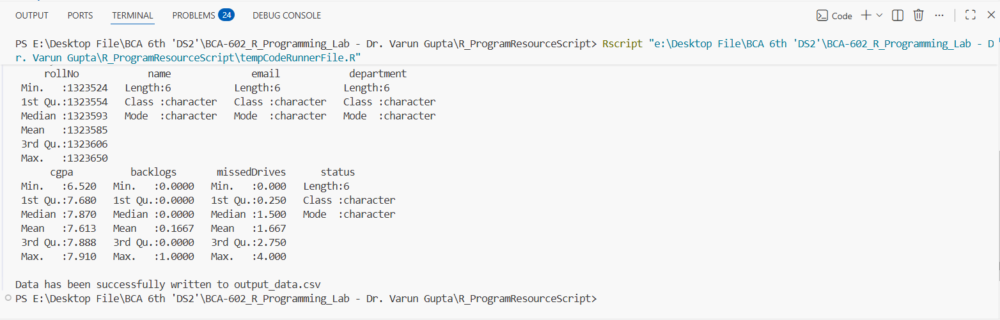 OUTPUT PORTS TERMINAL PROBLEMS 24 DEBUG CONSOLE Code
PS E:\Desktop File\BCA 6th 'DS2'\BCA-602_R_Programming_Lab - Dr. Varun Gupta\R_ProgramResourceScript> Rscript "e:\Desktop File\BCA 6th 'DS2'\BCA-602_R_Programming_Lab - D
r. Varun Gupta\R_ProgramResourceScript\tempCodeRunnerFile.R"
     rollNo            name              email            department
 Min.   :1323524   Length:6           Length:6           Length:6
 1st Qu.:1323554   Class :character   Class :character   Class :character
 Median :1323593   Mode  :character   Mode  :character   Mode  :character
 Mean   :1323585
 3rd Qu.:1323606
 Max.   :1323650
      cgpa          backlogs       missedDrives      status
 Min.   :6.520   Min.   :0.0000   Min.   :0.000   Length:6
 1st Qu.:7.680   1st Qu.:0.0000   1st Qu.:0.250   Class :character
 Median :7.870   Median :0.0000   Median :1.500   Mode  :character
 Mean   :7.613   Mean   :0.1667   Mean   :1.667
 3rd Qu.:7.888   3rd Qu.:0.0000   3rd Qu.:2.750
 Max.   :7.910   Max.   :1.0000   Max.   :4.000
Data has been successfully written to output_data.csv
PS E:\Desktop File\BCA 6th 'DS2'\BCA-602_R_Programming_Lab - Dr. Varun Gupta\R_ProgramResourceScript>